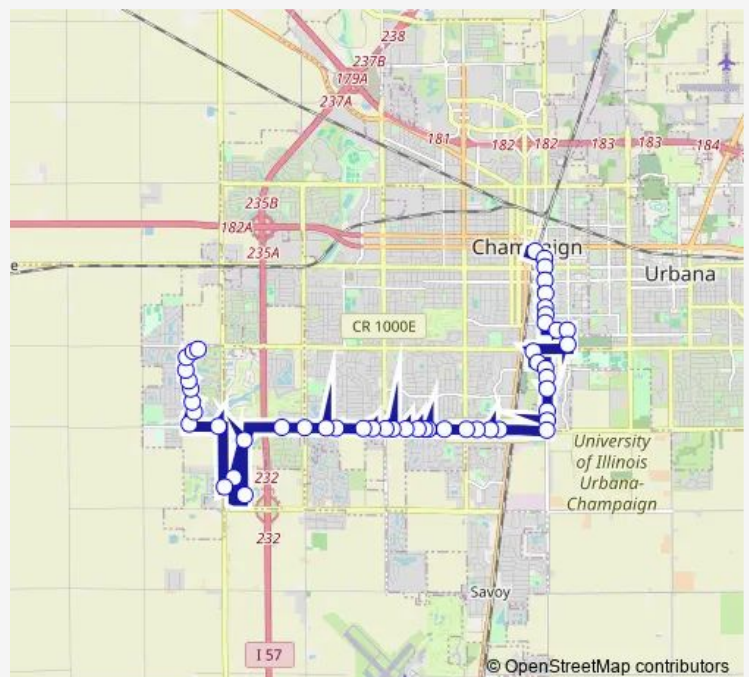 238
237B
179A
237A
181
182
182
183
183
184
235B
182A
235A
Champaign
Urbana
e
CR 1000E
University
of Illinois
Urbana-
Champaign
232
232
Savoy
I 57
© OpenStreetMap contributors